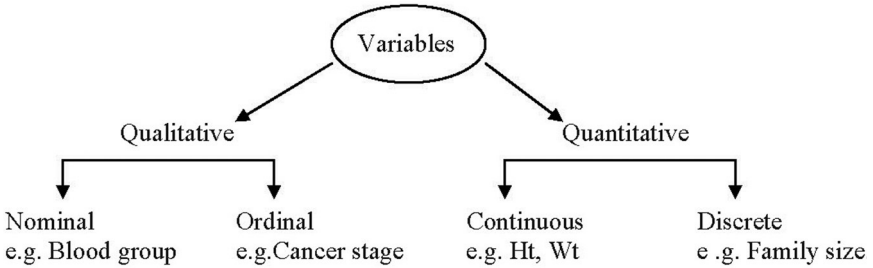 Variables
Qualitative
Quantitative
Nominal
e.g. Blood group
Ordinal
e.g.Cancer stage
Continuous
e.g. Ht, Wt
Discrete
e .g. Family size